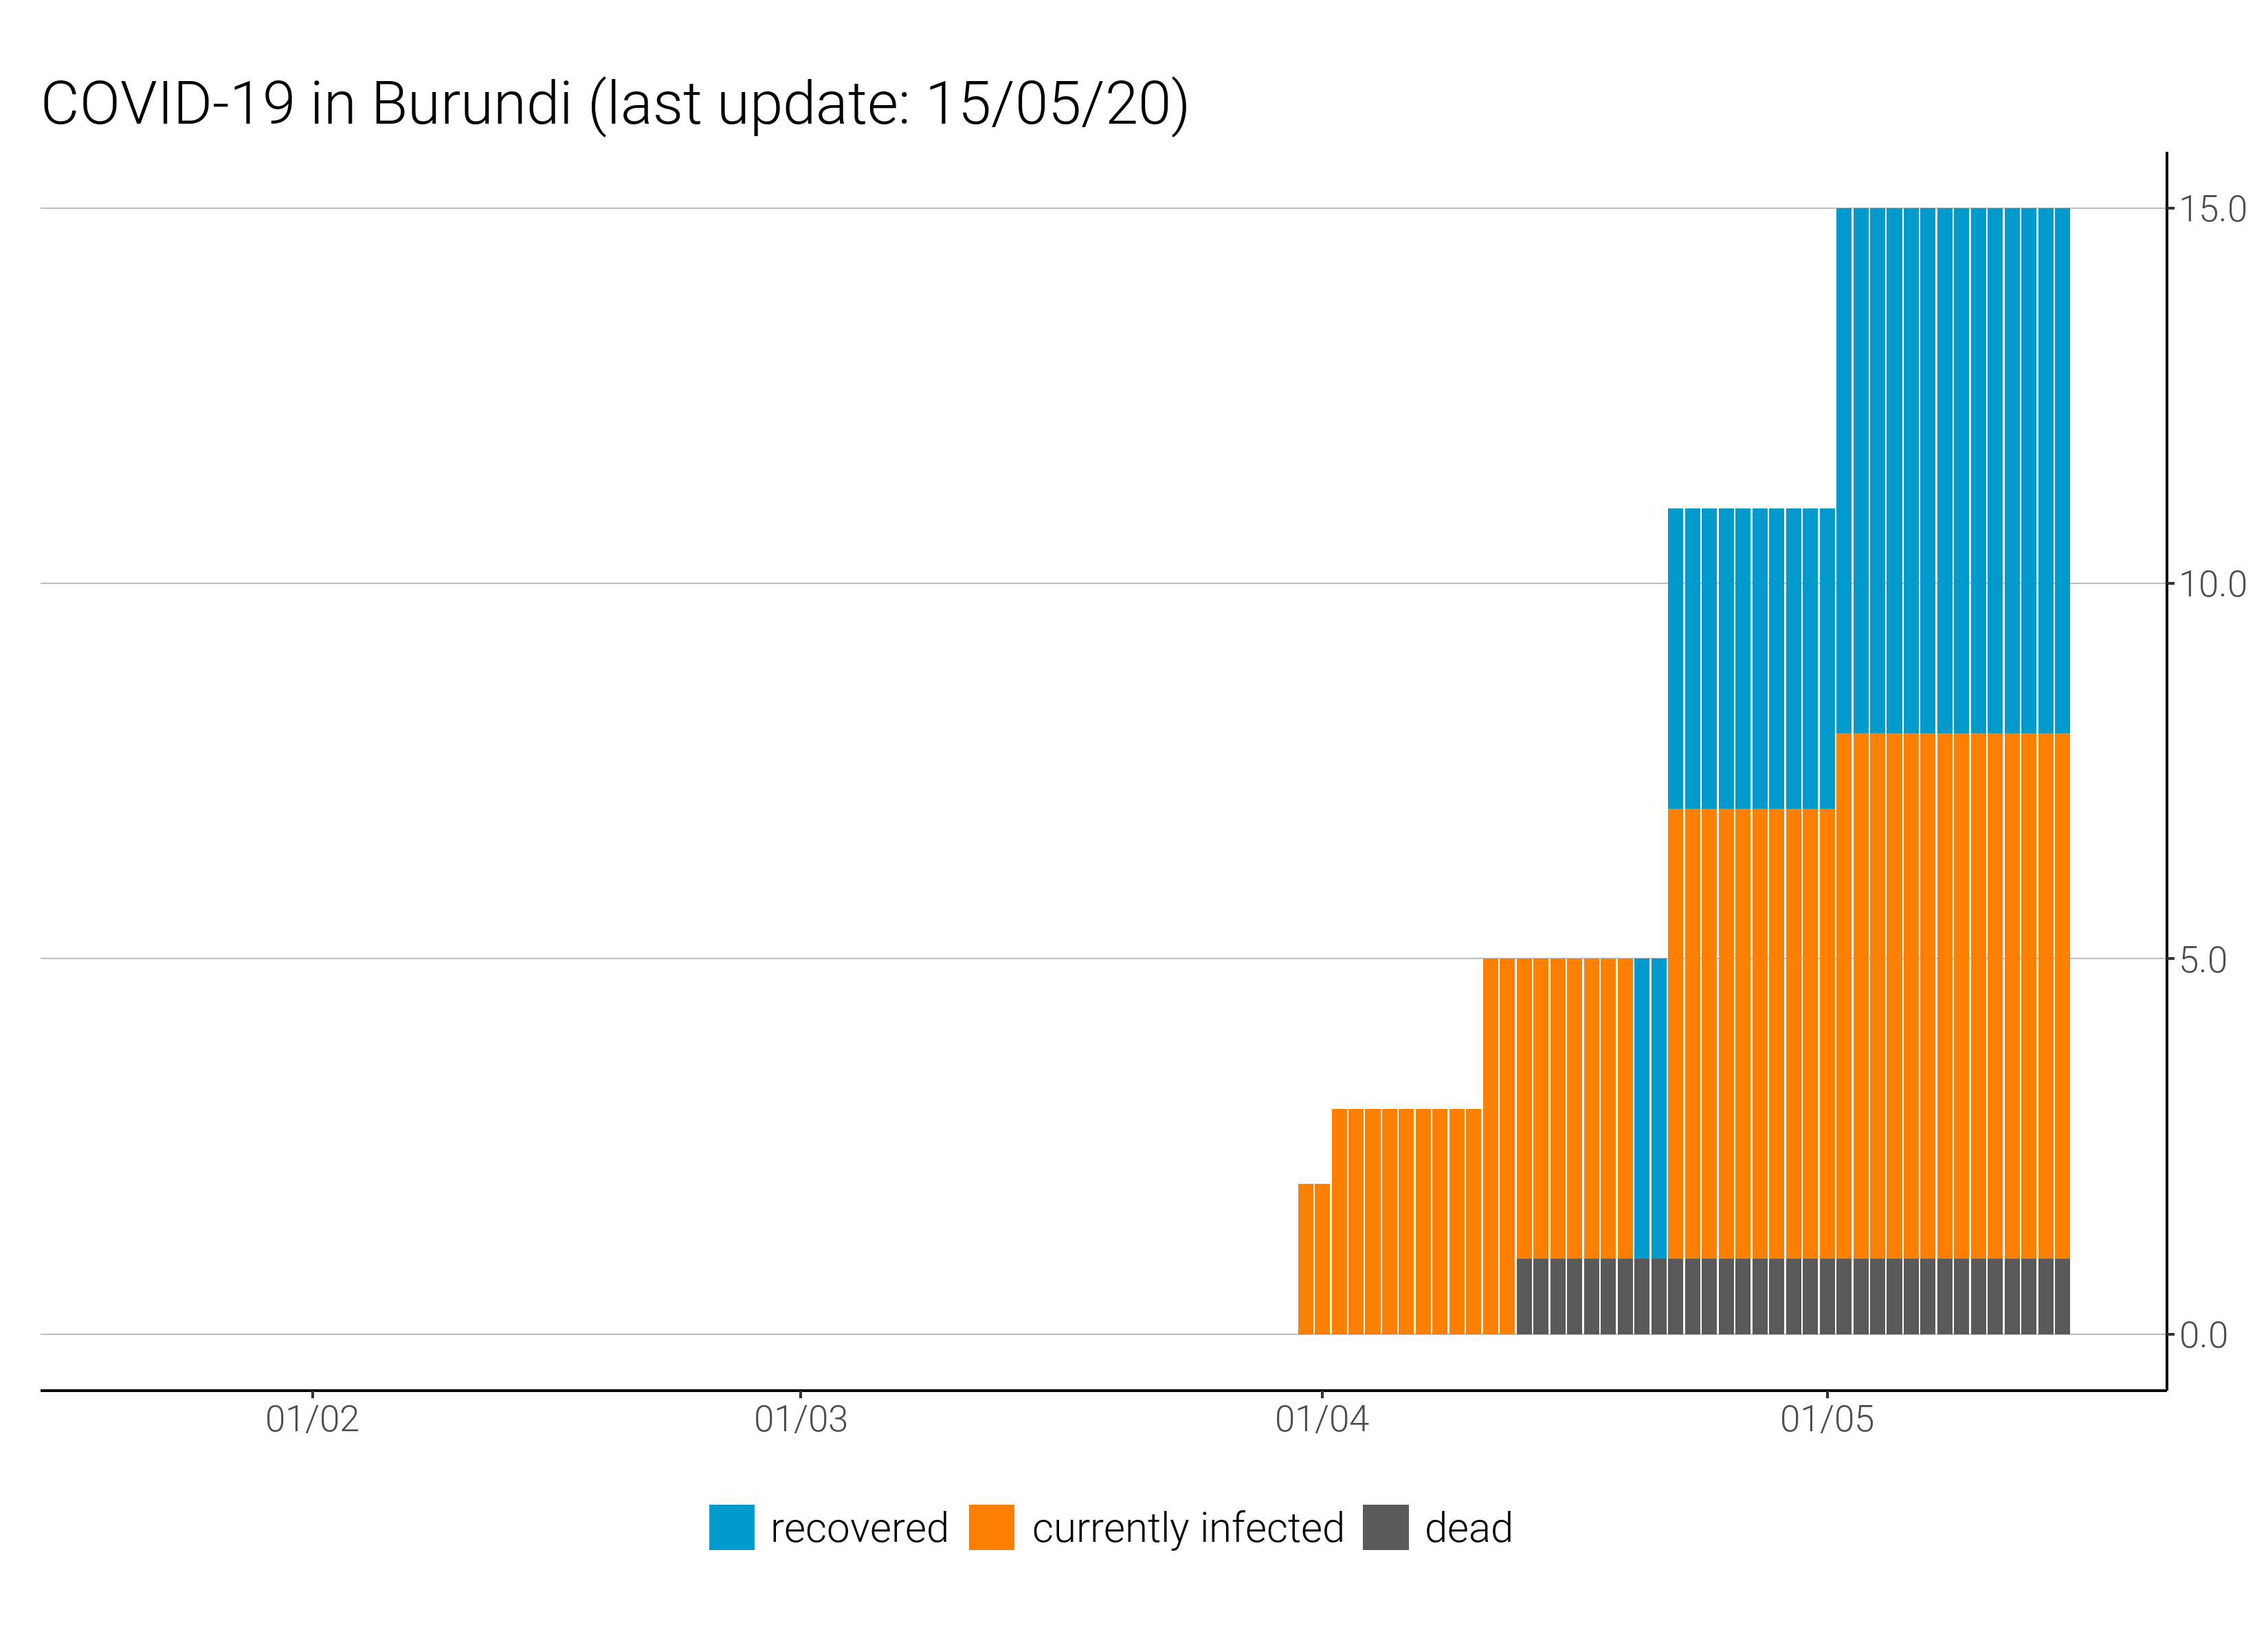 COVID-19 in Burundi (last update: 15/05/20)
15.0
10.0
5.0
0.0
01/02 01/03 01/04 01/05
recovered currently infected dead